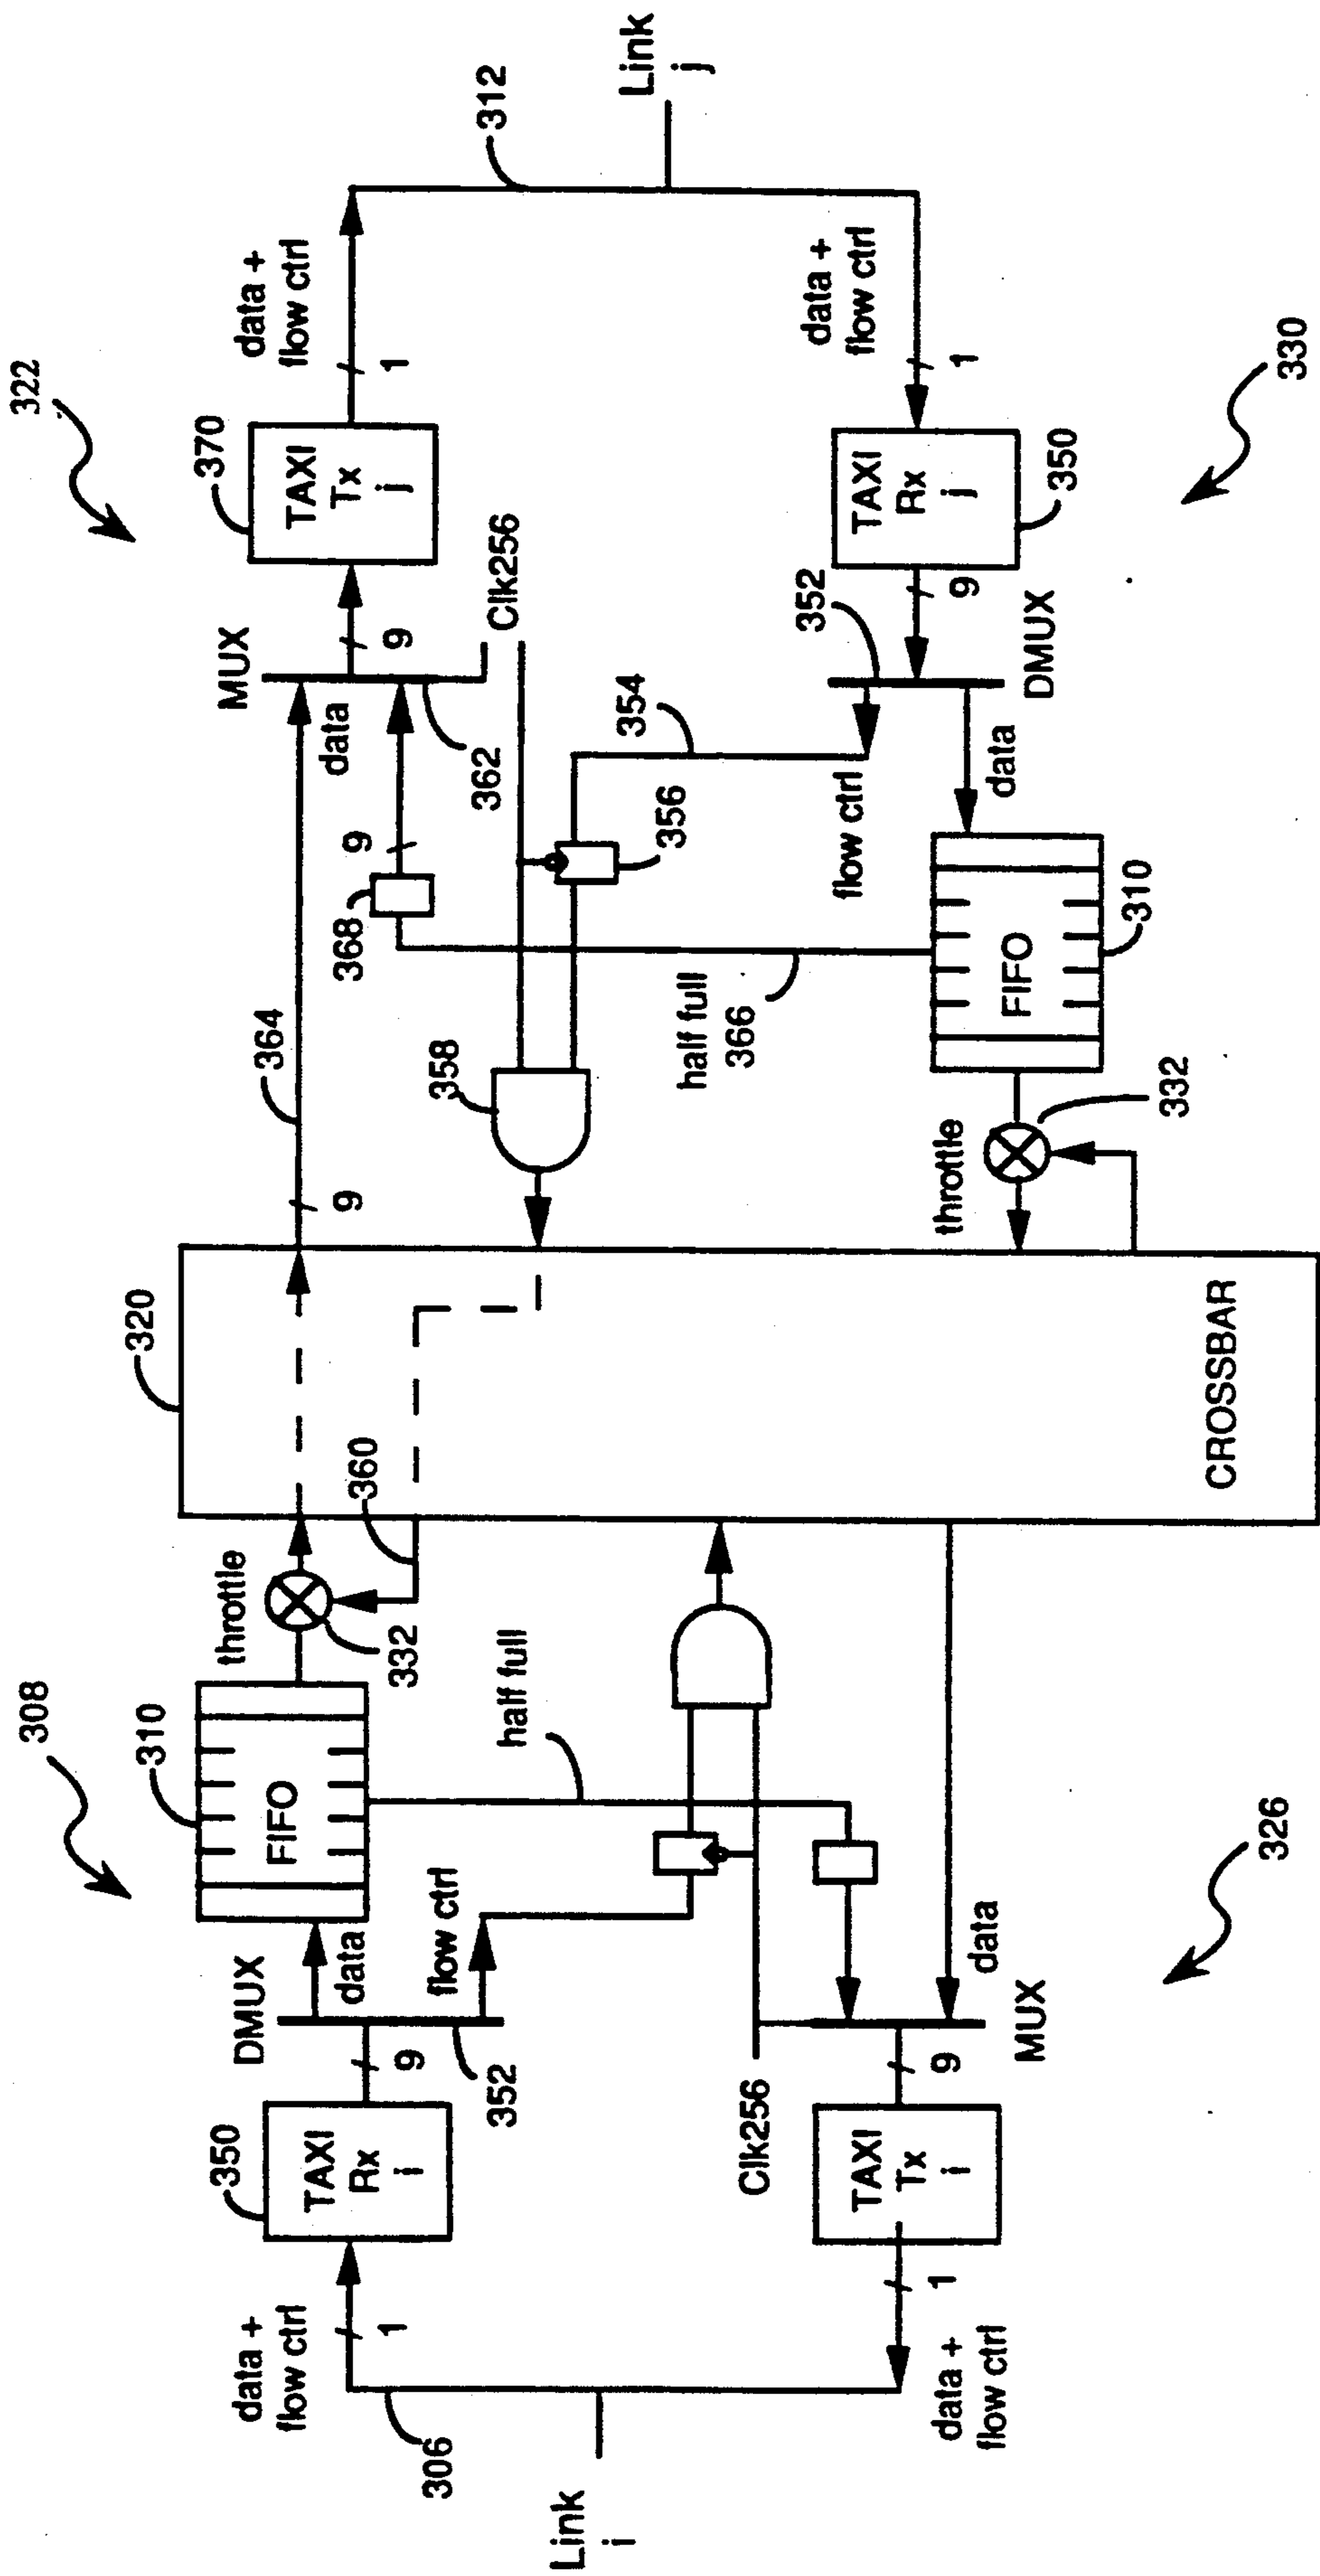 308
322
320
350
DMUX
310
throttle
364
MUX
370
data +
flow ctrl
1
TAXI
Rx
i
9
data
FIFO
332
360
9
368
9
data
9
TAXI
Tx
j
1
data +
flow ctrl
312
306
352
flow ctrl
half full
358
362
Clk256
Link
i
Link
j
354
356
Clk256
half full
366
flow ctrl
352
data +
flow ctrl
1
TAXI
Tx
i
9
MUX
data
CROSSBAR
throttle
332
FIFO
310
data
DMUX
9
TAXI
Rx
j
350
1
data +
flow ctrl
326
330